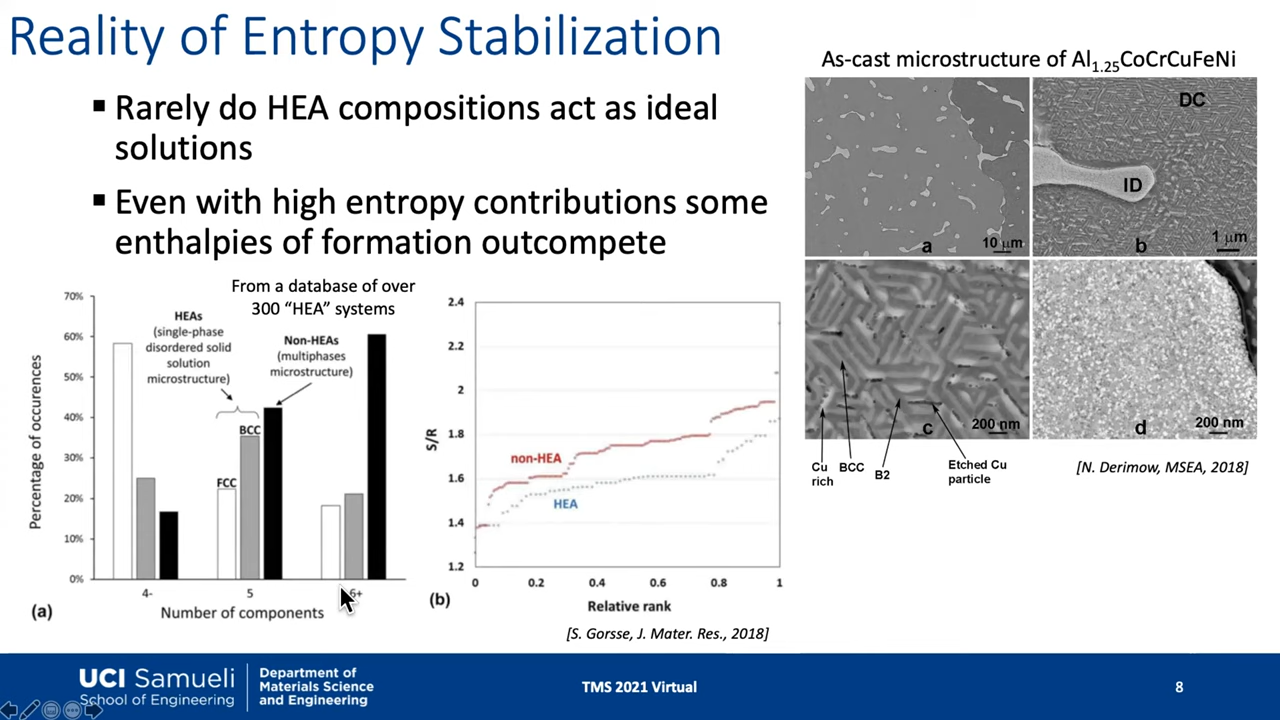 Reality of Entropy Stabilization
▪ Rarely do HEA compositions act as ideal
solutions
▪ Even with high entropy contributions some
enthalpies of formation outcompete
From a database of over
300 “HEA” systems
70%
60%
50%
40%
30%
20%
10%
0%
Percentage of occurences
HEAs
(single-phase
disordered solid
solution
microstructure)
Non-HEAs
(multiphases
microstructure)
FCC
BCC
4-
5
6+
Number of components
(a)
2.4
2.2
2
1.8
1.6
1.4
1.2
S/R
non-HEA
HEA
0
0.2
0.4
0.6
0.8
1
Relative rank
(b)
[S. Gorsse, J. Mater. Res., 2018]
As-cast microstructure of Al1.25CoCrCuFeNi
a
10 μm
DC
ID
b
1 μm
c
200 nm
d
200 nm
Cu
rich
BCC
B2
Etched Cu
particle
[N. Derimow, MSEA, 2018]
UCI Samueli
School of Engineering
Department of
Materials Science
and Engineering
TMS 2021 Virtual
8